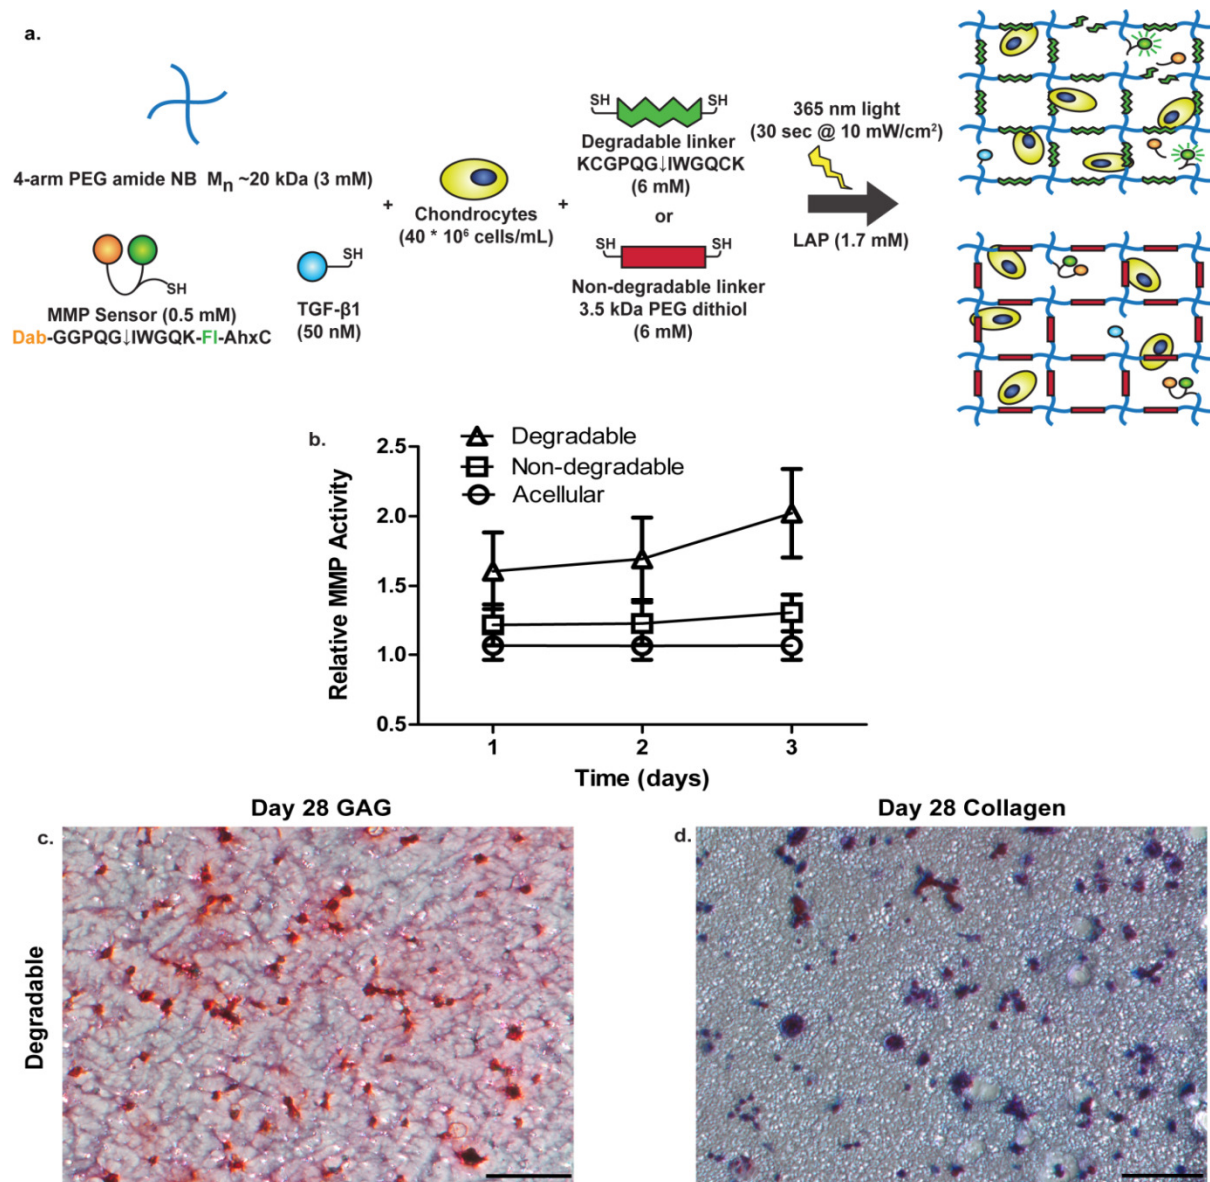 a.
4-arm PEG amide NB Mn ~20 kDa (3 mM)
SH
MMP Sensor (0.5 mM)
Dab-GGPQG↓IWGQK-Fl-AhxC
SH
TGF-β1
(50 nM)
+
Chondrocytes
(40 * 10⁶ cells/mL)
+
SH SH
Degradable linker
KCGPQG↓IWGQCK
(6 mM)
or
SH SH
Non-degradable linker
3.5 kDa PEG dithiol
(6 mM)
365 nm light
(30 sec @ 10 mW/cm²)
LAP (1.7 mM)
b.
Degradable
Non-degradable
Acellular
Relative MMP Activity
2.5
2.0
1.5
1.0
0.5
1 2 3
Time (days)
Day 28 GAG
Day 28 Collagen
c.
d.
Degradable